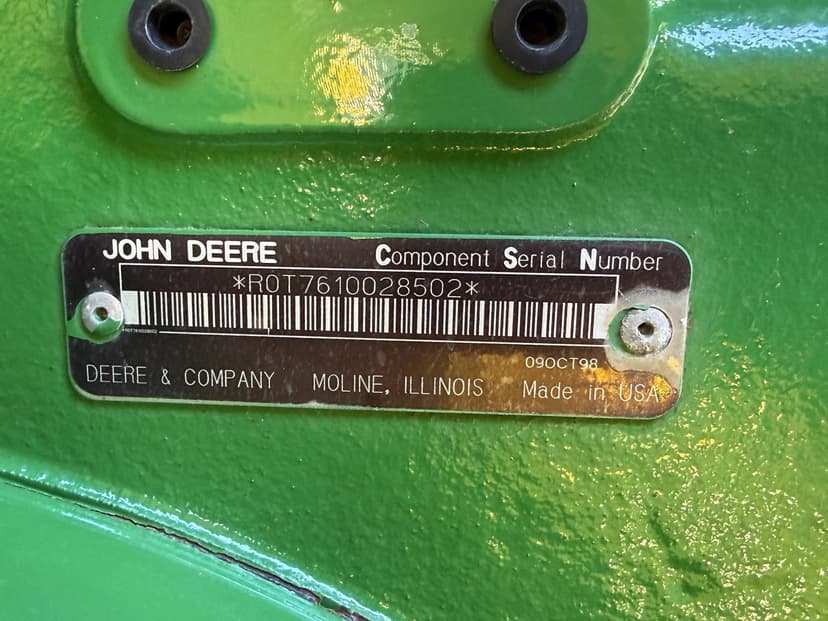 JOHN DEERE Component Serial Number
*R0T7610028502*
09OCT98
DEERE & COMPANY MOLINE, ILLINOIS Made in USA